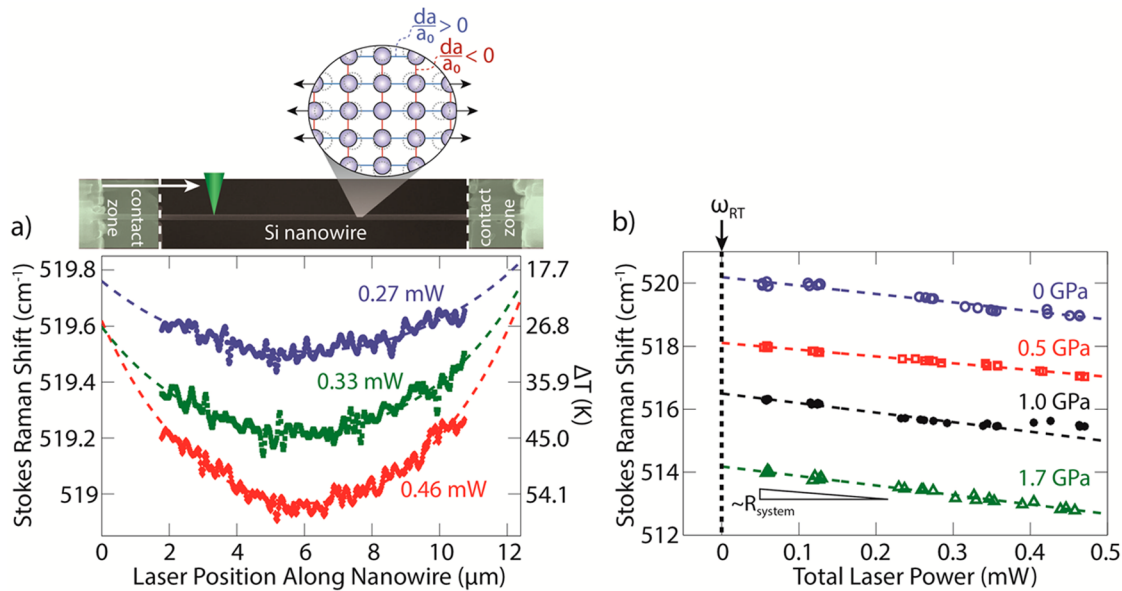 da
a0
> 0
da
a0
< 0
contact
zone
Si nanowire
contact
zone
a)
519.8
519.6
519.4
519.2
519
Stokes Raman Shift (cm-1)
0.27 mW
0.33 mW
0.46 mW
17.7
26.8
35.9
45.0
54.1
ΔT (K)
0 2 4 6 8 10 12
Laser Position Along Nanowire (μm)
ωRT
b)
520
518
516
514
512
Stokes Raman Shift (cm-1)
0 GPa
0.5 GPa
1.0 GPa
1.7 GPa
~Rsystem
0 0.1 0.2 0.3 0.4 0.5
Total Laser Power (mW)